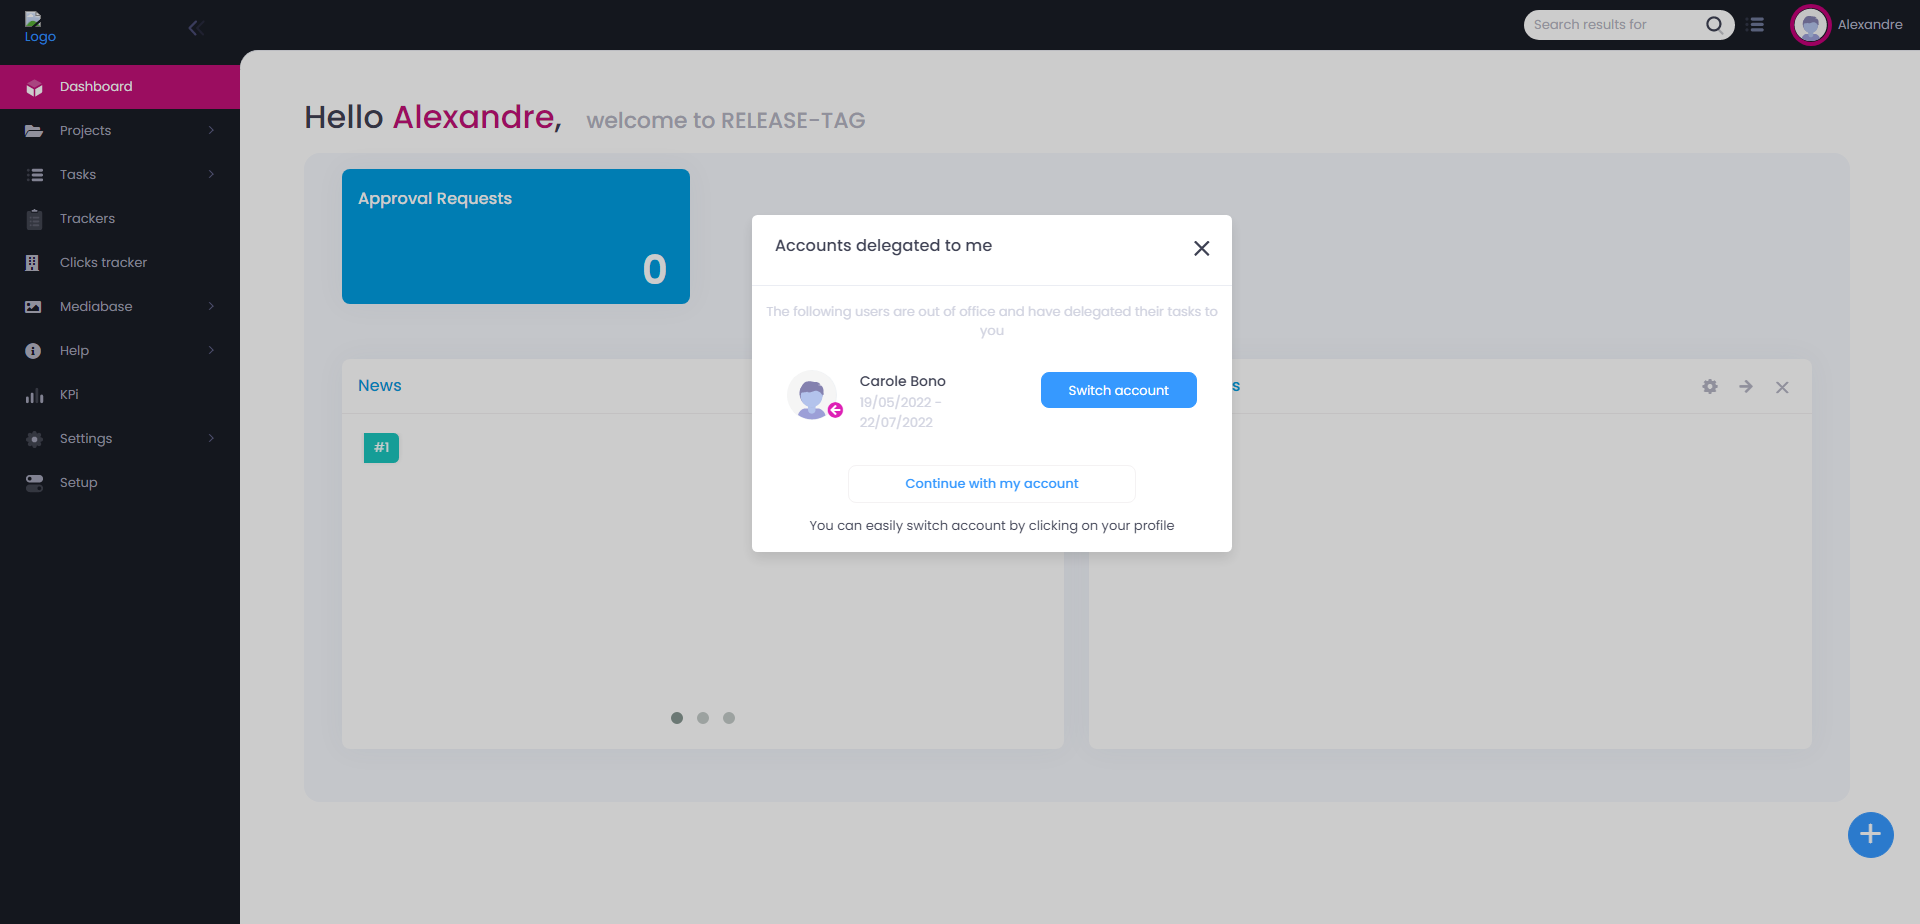 Logo
Search results for
Alexandre
Dashboard
Projects
Tasks
Trackers
Clicks tracker
Mediabase
Help
KPi
Settings
Setup
Hello Alexandre, welcome to RELEASE-TAG
Approval Requests
0
News
#1
Accounts delegated to me
The following users are out of office and have delegated their tasks to
you
Carole Bono
19/05/2022 -
22/07/2022
Switch account
Continue with my account
You can easily switch account by clicking on your profile